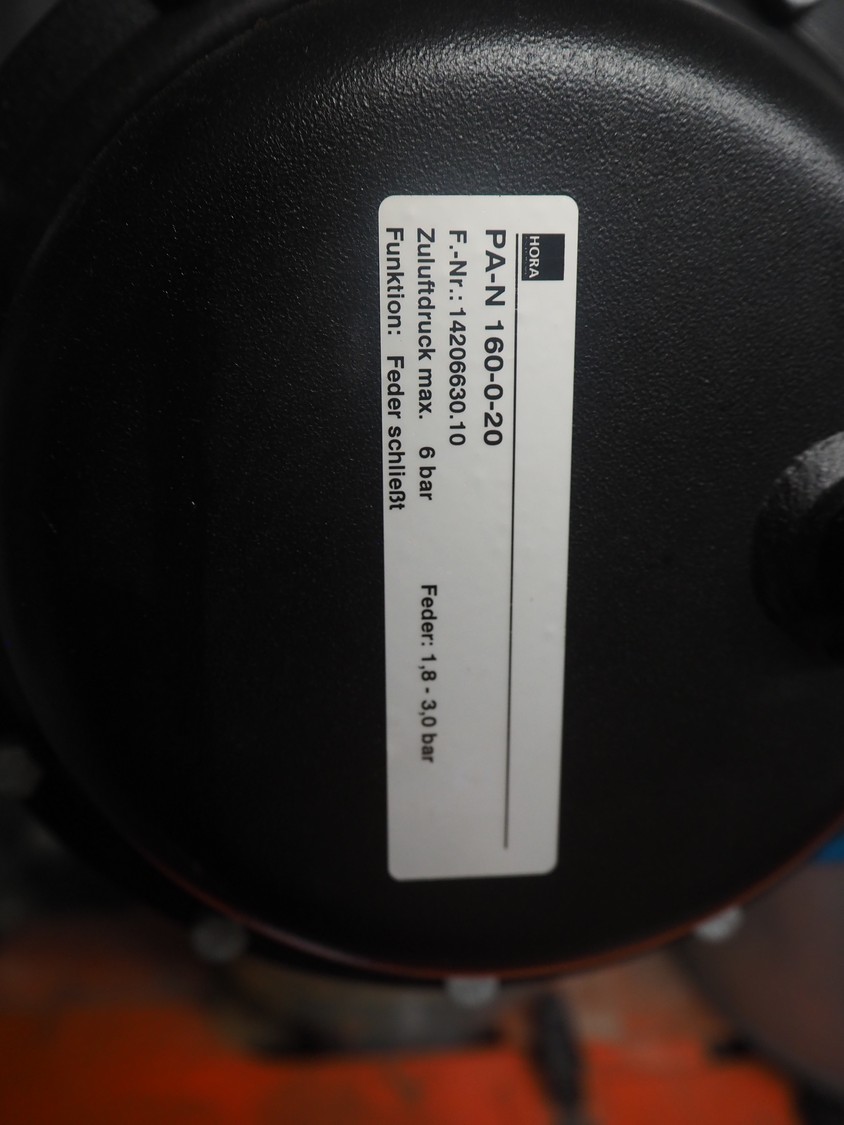 HORA
PA-N 160-0-20
F.-Nr.: 14206630.10
Zuluftdruck max. 6 bar Feder: 1,8 - 3,0 bar
Funktion: Feder schließt